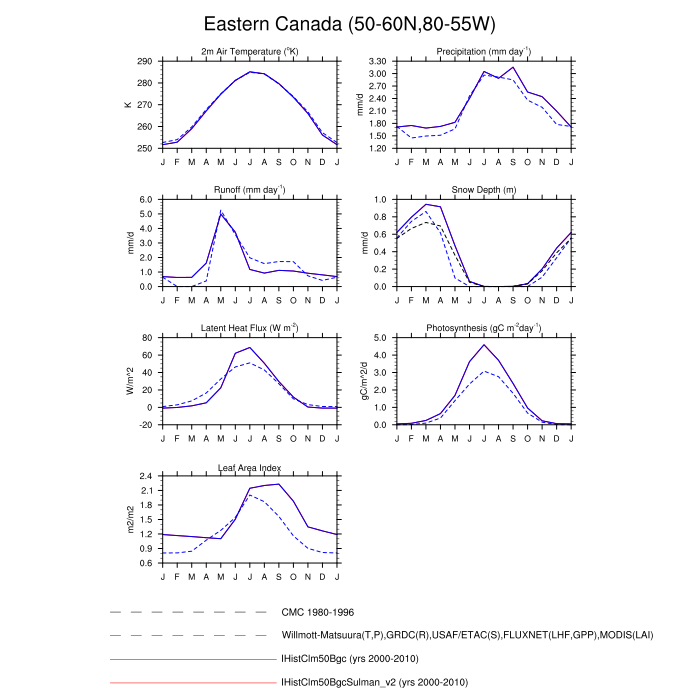 Eastern Canada (50-60N,80-55W)
2m Air Temperature (°K)
Precipitation (mm day⁻¹)
K
290
280
270
260
250
J F M A M J J A S O N D J
mm/d
3.30
3.00
2.70
2.40
2.10
1.80
1.50
1.20
J F M A M J J A S O N D J
Runoff (mm day⁻¹)
Snow Depth (m)
mm/d
6.0
5.0
4.0
3.0
2.0
1.0
0.0
J F M A M J J A S O N D J
mm/d
1.0
0.8
0.6
0.4
0.2
0.0
J F M A M J J A S O N D J
Latent Heat Flux (W m⁻²)
Photosynthesis (gC m⁻²day⁻¹)
W/m^2
80
60
40
20
0
-20
J F M A M J J A S O N D J
gC/m^2/d
5.0
4.0
3.0
2.0
1.0
0.0
J F M A M J J A S O N D J
Leaf Area Index
m2/m2
2.4
2.1
1.8
1.5
1.2
0.9
0.6
J F M A M J J A S O N D J
CMC 1980-1996
Willmott-Matsuura(T,P),GRDC(R),USAF/ETAC(S),FLUXNET(LHF,GPP),MODIS(LAI)
IHistClm50Bgc (yrs 2000-2010)
IHistClm50BgcSulman_v2 (yrs 2000-2010)